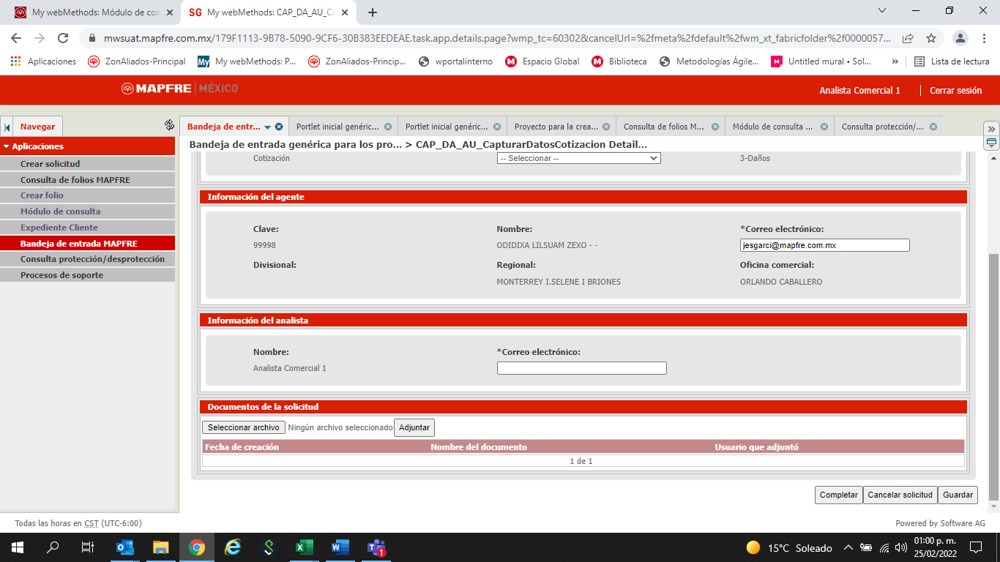 My webMethods: Módulo de con
SG My webMethods: CAP_DA_AU_Ca
mwsuat.mapfre.com.mx/179F1113-9B78-5090-9CF6-30B383EEDEAE.task.app.details.page?wmp_tc=60302&cancelUrl=%2fmeta%2fdefault%2fwm_xt_fabricfolder%2f0000057...
Aplicaciones
ZonAliados-Principal
My webMethods: P...
ZonAliados-Princip...
wportalinterno
Espacio Global
Biblioteca
Metodologías Ágile...
Untitled mural • Sol...
»
Lista de lectura
MAPFRE | MÉXICO
Analista Comercial 1 | Cerrar sesión
Navegar
Bandeja de entr...
Portlet inicial genéric...
Portlet inicial genéric...
Proyecto para la crea...
Consulta de folios M...
Módulo de consulta ...
Consulta protección/...
Aplicaciones
Crear solicitud
Consulta de folios MAPFRE
Crear folio
Módulo de consulta
Expediente Cliente
Bandeja de entrada MAPFRE
Consulta protección/desprotección
Procesos de soporte
Bandeja de entrada genérica para los pro... > CAP_DA_AU_CapturarDatosCotizacion Detail...
Cotización
-- Seleccionar --
3-Daños
Información del agente
Clave: Nombre: *Correo electrónico:
99998 ODIDIXA LILSUAM ZEXO - - jesgarci@mapfre.com.mx
Divisional: Regional: Oficina comercial:
MONTERREY I.SELENE I BRIONES ORLANDO CABALLERO
Información del analista
Nombre: *Correo electrónico:
Analista Comercial 1
Documentos de la solicitud
Seleccionar archivo Ningún archivo seleccionado Adjuntar
Fecha de creación Nombre del documento Usuario que adjuntó
1 de 1
Completar Cancelar solicitud Guardar
Todas las horas en CST (UTC-6:00)
Powered by Software AG
1
15°C Soleado
01:00 p. m.
25/02/2022